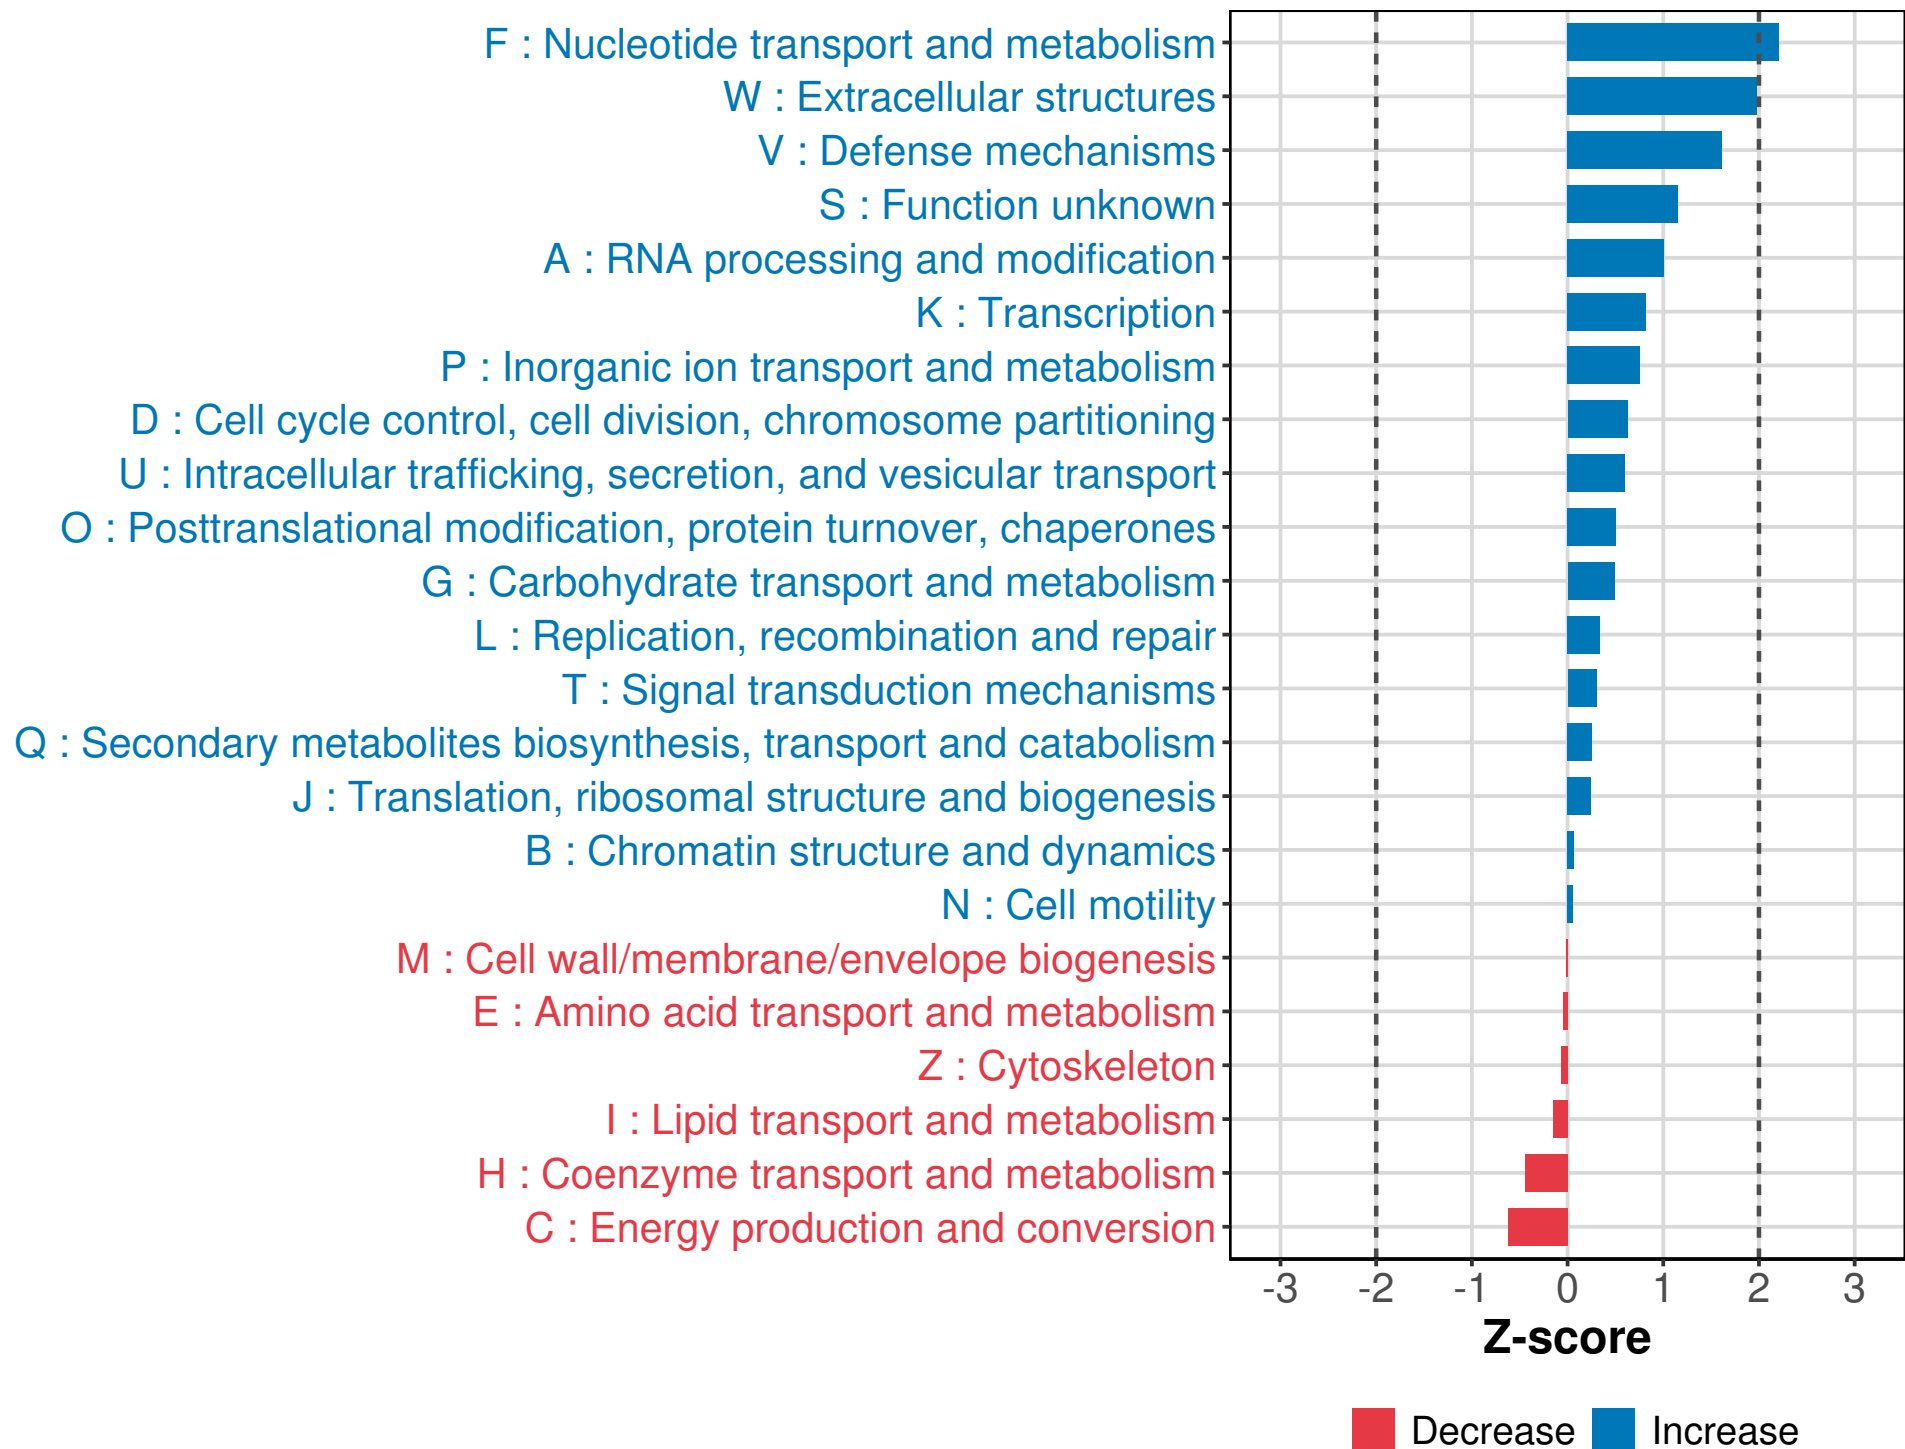 F : Nucleotide transport and metabolism
W : Extracellular structures
V : Defense mechanisms
S : Function unknown
A : RNA processing and modification
K : Transcription
P : Inorganic ion transport and metabolism
D : Cell cycle control, cell division, chromosome partitioning
U : Intracellular trafficking, secretion, and vesicular transport
O : Posttranslational modification, protein turnover, chaperones
G : Carbohydrate transport and metabolism
L : Replication, recombination and repair
T : Signal transduction mechanisms
Q : Secondary metabolites biosynthesis, transport and catabolism
J : Translation, ribosomal structure and biogenesis
B : Chromatin structure and dynamics
N : Cell motility
M : Cell wall/membrane/envelope biogenesis
E : Amino acid transport and metabolism
Z : Cytoskeleton
I : Lipid transport and metabolism
H : Coenzyme transport and metabolism
C : Energy production and conversion
-3 -2 -1 0 1 2 3
Z-score
Decrease Increase